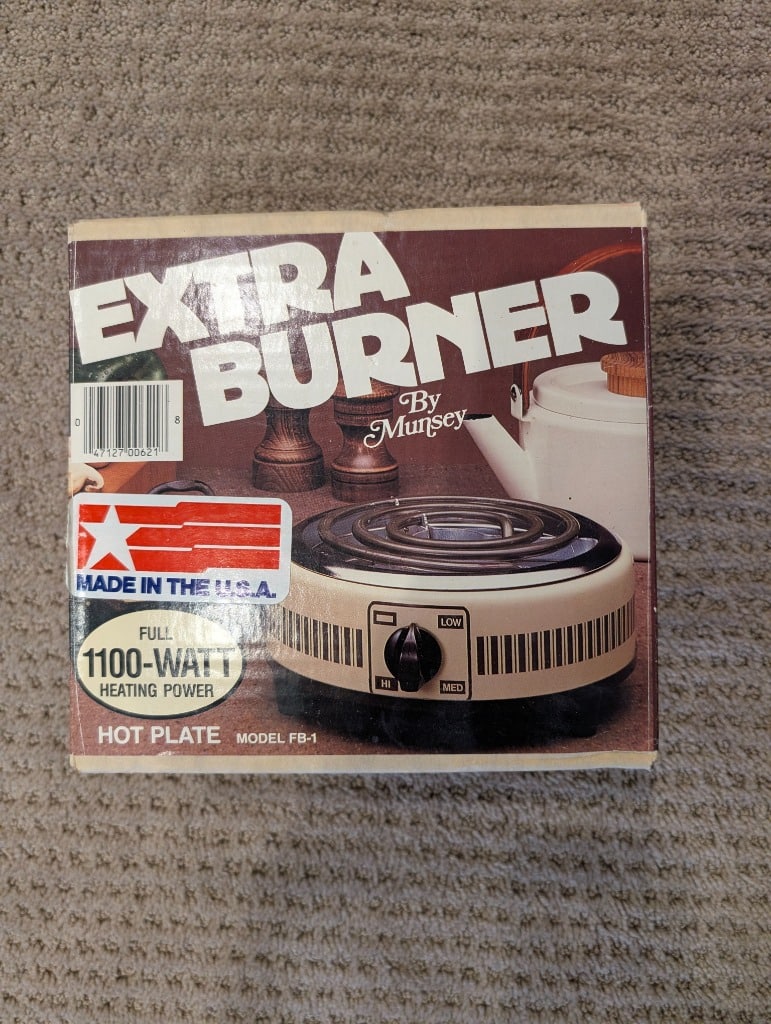 EXTRA
BURNER
By
Munsey
0 47127 00621 8
MADE IN THE U.S.A.
LOW
HI
MED
FULL
1100-WATT
HEATING POWER
HOT PLATE MODEL FB-1